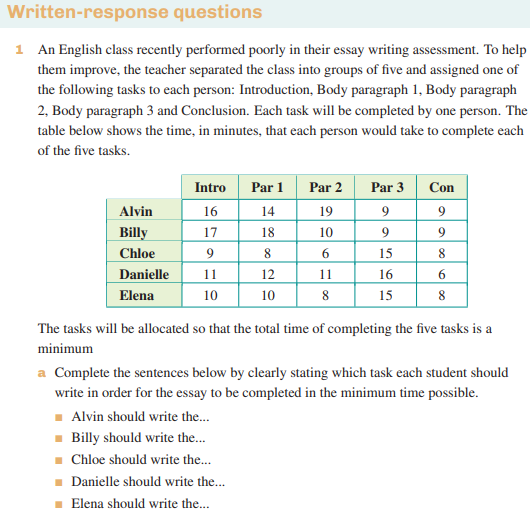 Written-response questions
1 An English class recently performed poorly in their essay writing assessment. To help
them improve, the teacher separated the class into groups of five and assigned one of
the following tasks to each person: Introduction, Body paragraph 1, Body paragraph
2, Body paragraph 3 and Conclusion. Each task will be completed by one person. The
table below shows the time, in minutes, that each person would take to complete each
of the five tasks.
Intro Par 1 Par 2 Par 3 Con
Alvin 16 14 19 9 9
Billy 17 18 10 9 9
Chloe 9 8 6 15 8
Danielle 11 12 11 16 6
Elena 10 10 8 15 8
The tasks will be allocated so that the total time of completing the five tasks is a
minimum
a Complete the sentences below by clearly stating which task each student should
write in order for the essay to be completed in the minimum time possible.
■ Alvin should write the...
■ Billy should write the...
■ Chloe should write the...
■ Danielle should write the...
■ Elena should write the...